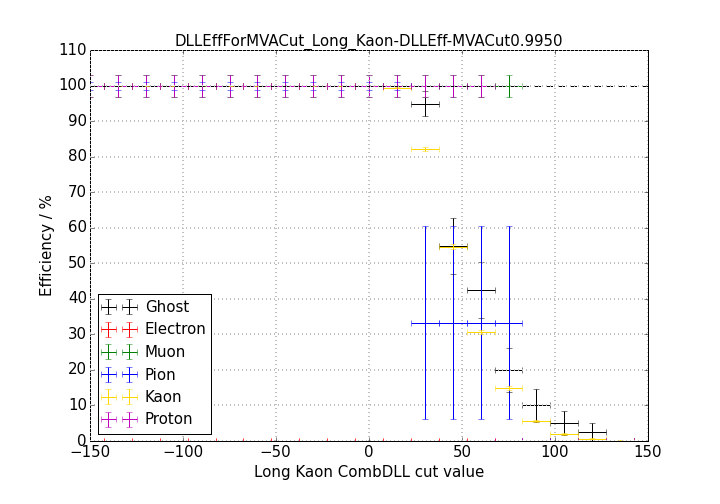 DLLEffForMVACut_Long_Kaon-DLLEff-MVACut0.9950
110
100
90
80
70
60
50
40
30
20
10
0
Efficiency / %
Ghost
Electron
Muon
Pion
Kaon
Proton
−150 −100 −50 0 50 100 150
Long Kaon CombDLL cut value